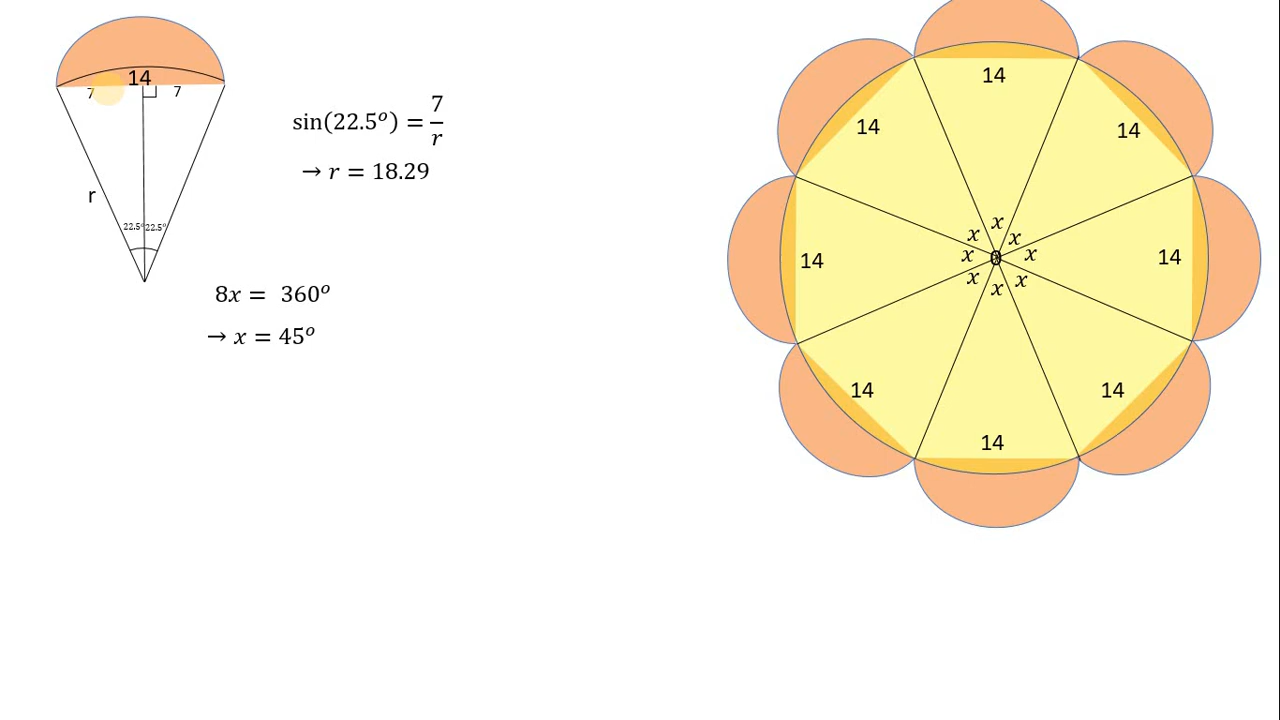 14
7 7
sin(22.5°) = 7/r
→ r = 18.29
r
22.5° 22.5°
8x = 360°
→ x = 45°
14
14 14
x
x x
14 x 0 x 14
x x x
14 14
14